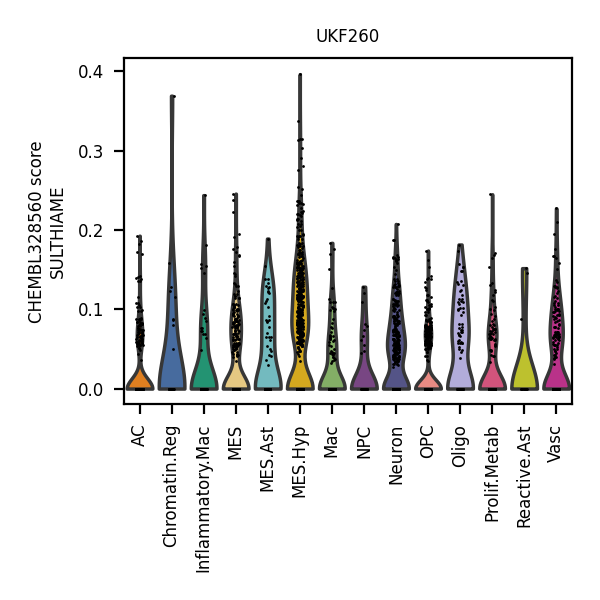 UKF260
CHEMBL328560 score
SULTHIAME
0.4
0.3
0.2
0.1
0.0
AC
Chromatin.Reg
Inflammatory.Mac
MES
MES.Ast
MES.Hyp
Mac
NPC
Neuron
OPC
Oligo
Prolif.Metab
Reactive.Ast
Vasc